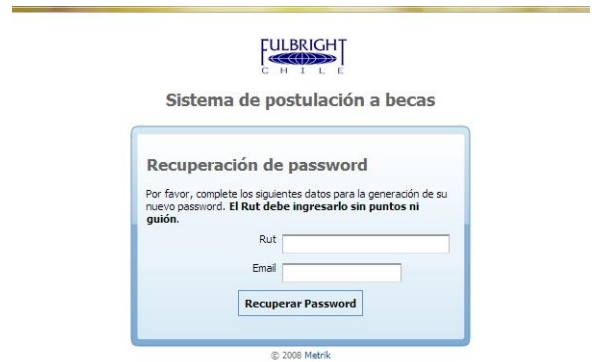 FULBRIGHT
CHILE
Sistema de postulación a becas
Recuperación de password
Por favor, complete los siguientes datos para la generación de su
nuevo password. El Rut debe ingresarlo sin puntos ni
guión.
Rut
Email
Recuperar Password
© 2008 Metrik